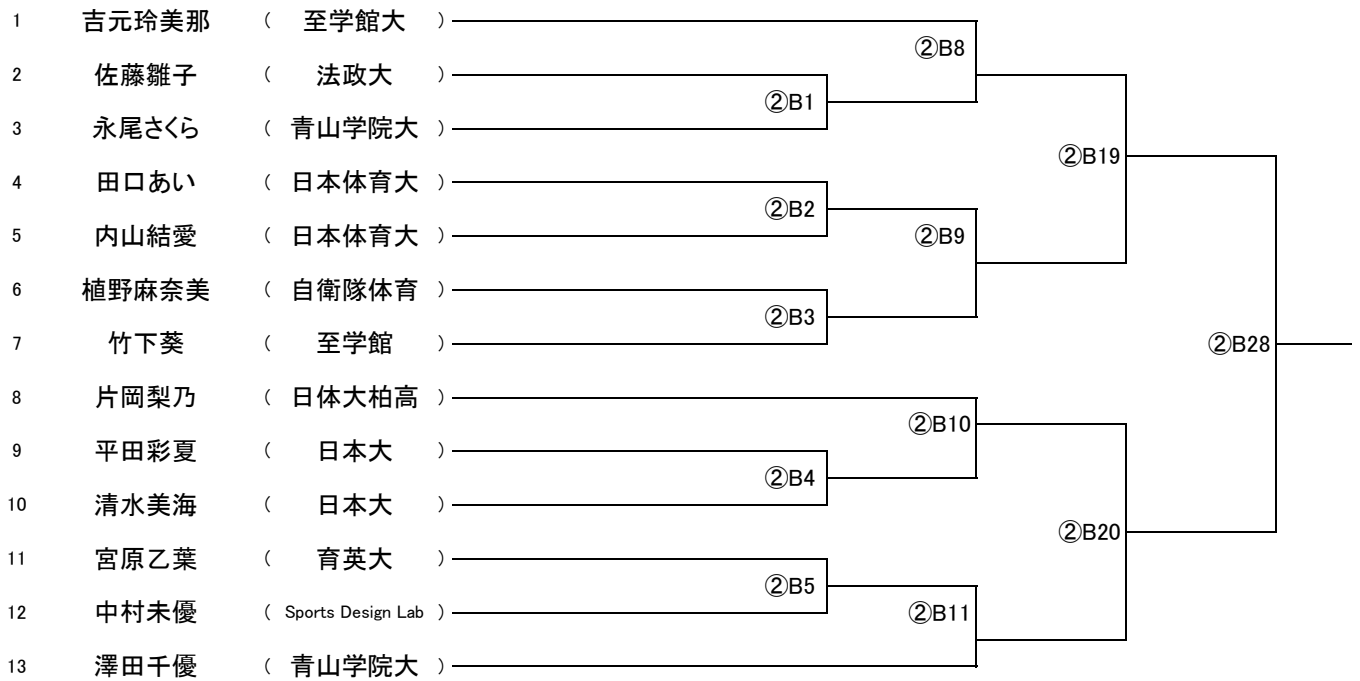 1 吉元玲美那 ( 至学館大 )
②B8
2 佐藤雛子 ( 法政大 )
②B1
3 永尾さくら ( 青山学院大 )
②B19
4 田口あい ( 日本体育大 )
②B2
5 内山結愛 ( 日本体育大 )
②B9
6 植野麻奈美 ( 自衛隊体育 )
②B3
7 竹下葵 ( 至学館 )
②B28
8 片岡梨乃 ( 日体大柏高 )
②B10
9 平田彩夏 ( 日本大 )
②B4
10 清水美海 ( 日本大 )
②B20
11 宮原乙葉 ( 育英大 )
②B5
12 中村未優 ( Sports Design Lab )
②B11
13 澤田千優 ( 青山学院大 )